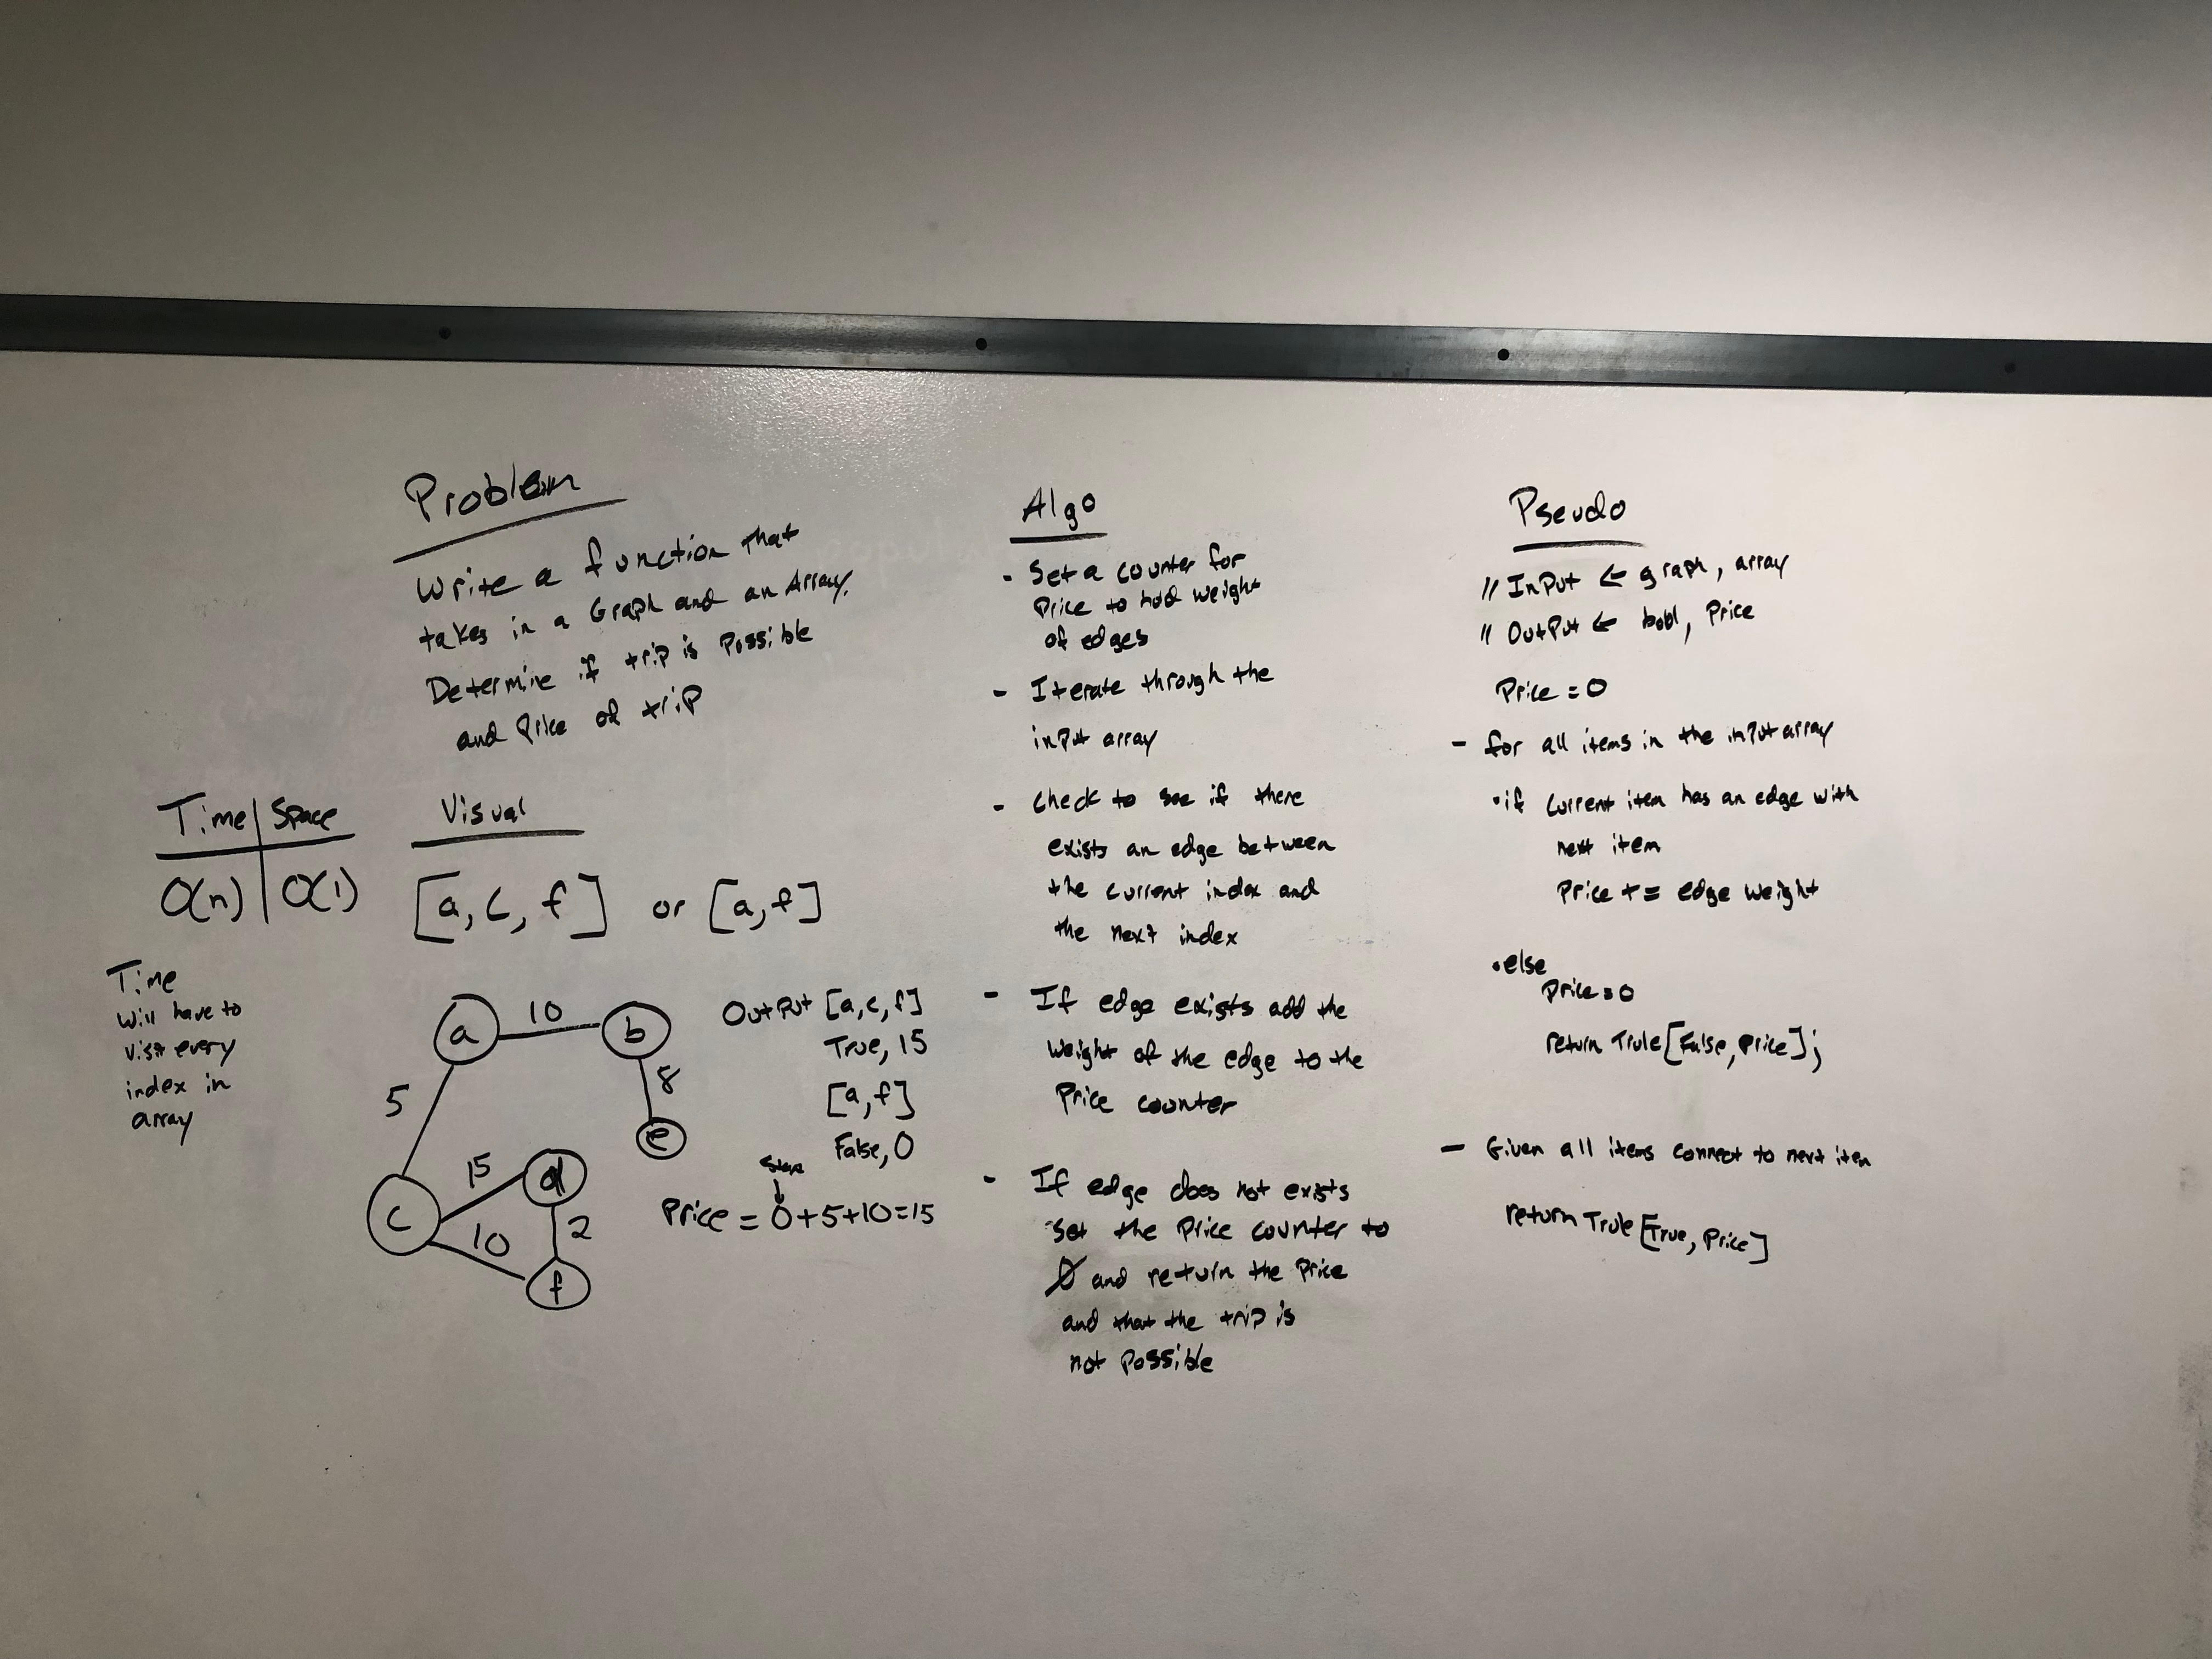 Problem
Write a function that
takes in a Graph and an Array.
Determine if trip is Possible
and Price of trip
Time | Space
O(n) | O(1)
Time
Will have to
visit every
index in
array
Visual
[a, c, f] or [a, f]
a
10
b
5
8
e
c
15
d
10
2
f
OutPut [a, c, f]
True, 15
[a, f]
False, 0
Price = 0+5+10=15
Algo
- Set a counter for
Price to hold weight
of edges
- Iterate through the
input array
- Check to see if there
exists an edge between
the current index and
the next index
- If edge exists add the
weight of the edge to the
Price counter
- If edge does not exists
set the Price counter to
0 and return the Price
and that the trip is
not Possible
Pseudo
// InPut ← graph, array
// OutPut ← bool, Price
Price = 0
- for all items in the input array
• if current item has an edge with
next item
Price += edge weight
• else
Price = 0
return Trule[False, Price];
- Given all items connect to next item
return Trule[True, Price]